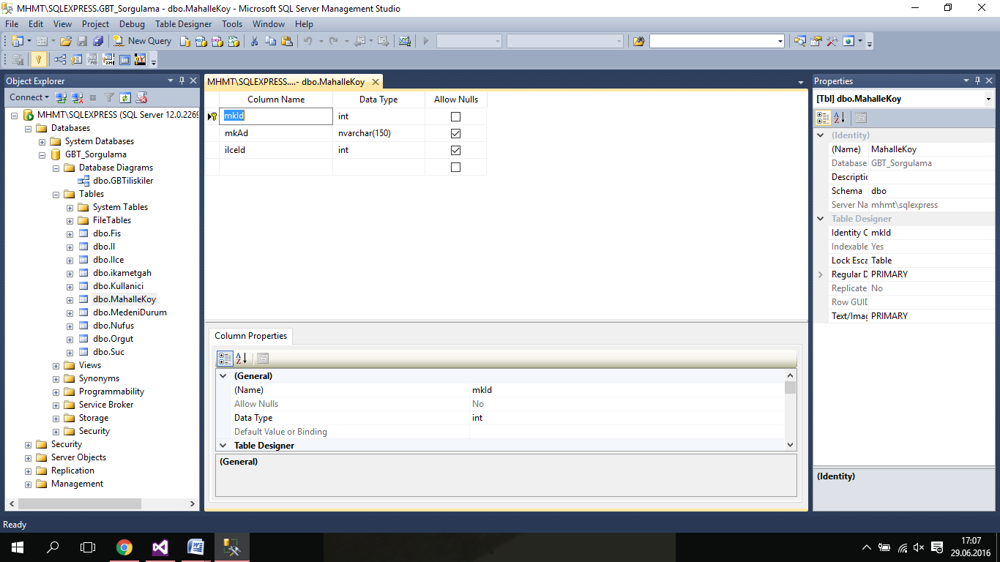 MHMT\SQLEXPRESS.GBT_Sorgulama - dbo.MahalleKoy - Microsoft SQL Server Management Studio
File Edit View Project Debug Table Designer Tools Window Help
New Query
Object Explorer
Connect
MHMT\SQLEXPRESS (SQL Server 12.0.2269
Databases
System Databases
GBT_Sorgulama
Database Diagrams
dbo.GBTiliskiler
Tables
System Tables
FileTables
dbo.Fis
dbo.Il
dbo.Ilce
dbo.ikametgah
dbo.Kullanici
dbo.MahalleKoy
dbo.MedeniDurum
dbo.Nufus
dbo.Orgut
dbo.Suc
Views
Synonyms
Programmability
Service Broker
Storage
Security
Security
Server Objects
Replication
Management
MHMT\SQLEXPRESS....- dbo.MahalleKoy
Column Name Data Type Allow Nulls
mkId int
mkAd nvarchar(150)
ilceId int
Column Properties
(General)
(Name) mkId
Allow Nulls No
Data Type int
Default Value or Binding
Table Designer
(General)
Properties
[Tbl] dbo.MahalleKoy
(Identity)
(Name) MahalleKoy
Database GBT_Sorgulama
Descriptic
Schema dbo
Server Na mhmt\sqlexpress
Table Designer
Identity C mkId
Indexable Yes
Lock Esca Table
Regular D PRIMARY
Replicate No
Row GUID
Text/Imag PRIMARY
(Identity)
Ready
17:07
29.06.2016